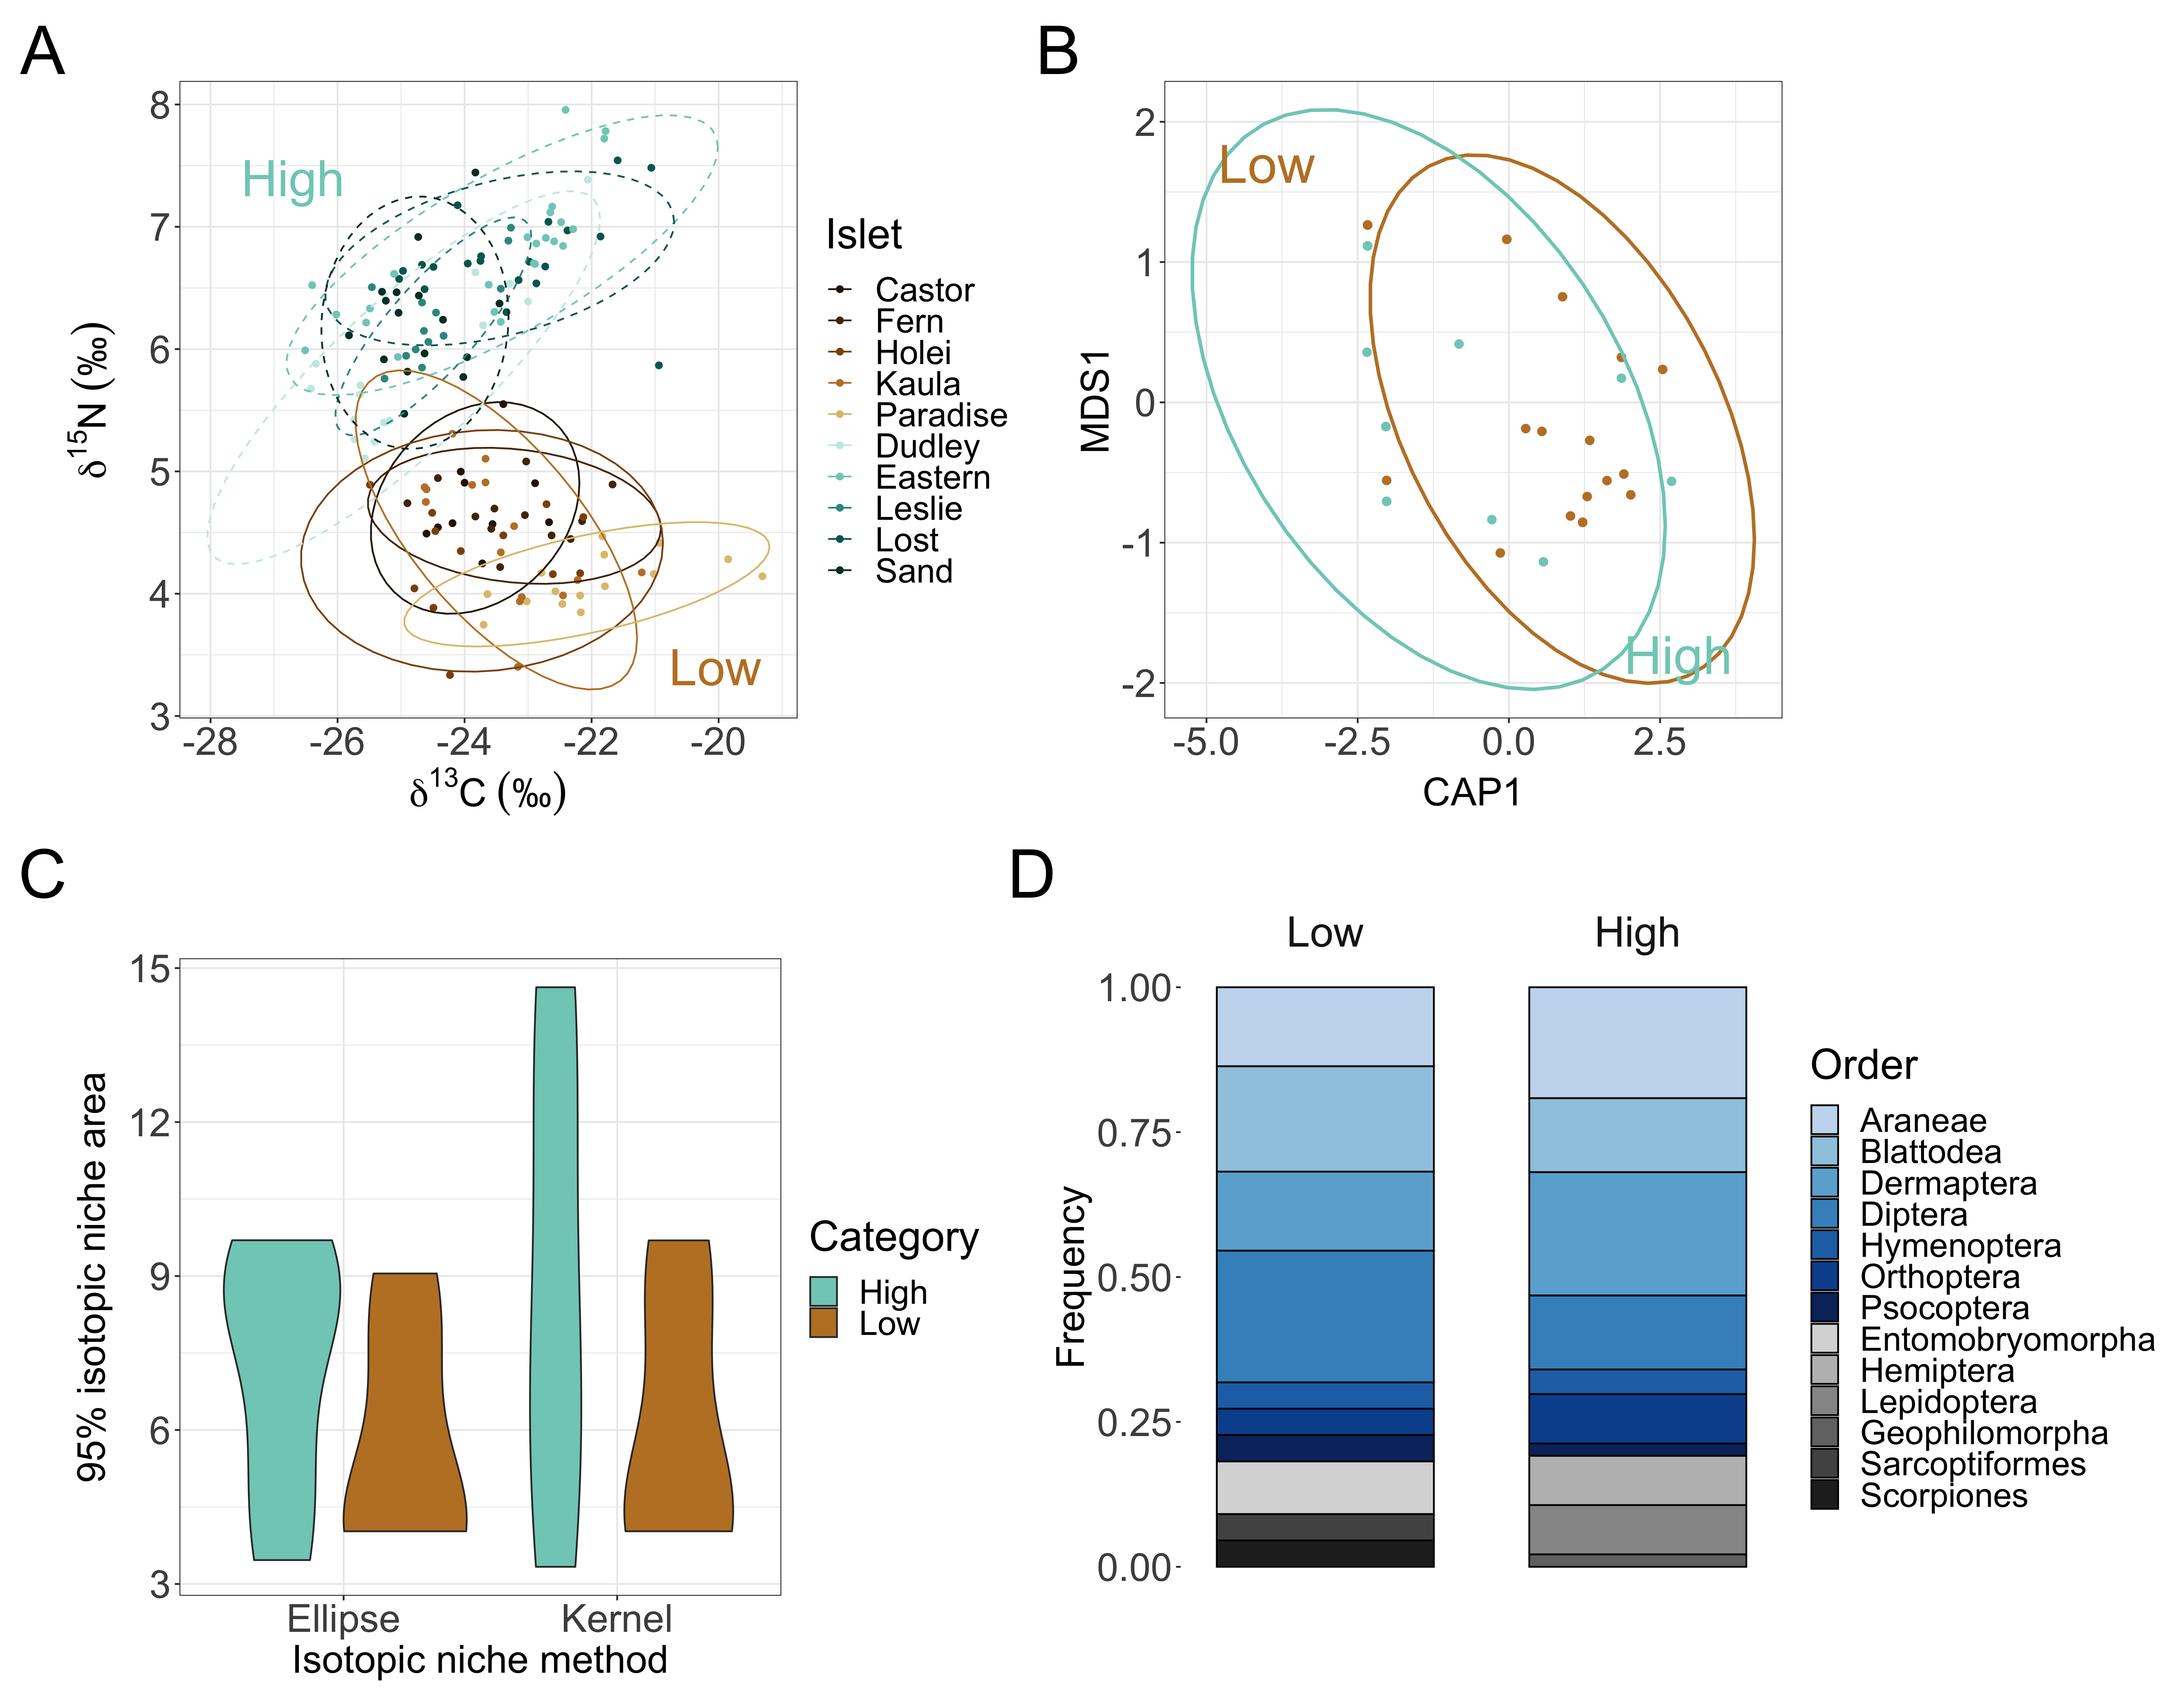 A
8
7
6
5
4
3
δ15N (‰)
High
Low
-28 -26 -24 -22 -20
δ13C (‰)
Islet
Castor
Fern
Holei
Kaula
Paradise
Dudley
Eastern
Leslie
Lost
Sand
B
2
1
0
-1
-2
MDS1
Low
High
-5.0 -2.5 0.0 2.5
CAP1
C
15
12
9
6
3
95% isotopic niche area
Ellipse Kernel
Isotopic niche method
Category
High
Low
D
Low High
1.00
0.75
0.50
0.25
0.00
Frequency
Order
Araneae
Blattodea
Dermaptera
Diptera
Hymenoptera
Orthoptera
Psocoptera
Entomobryomorpha
Hemiptera
Lepidoptera
Geophilomorpha
Sarcoptiformes
Scorpiones